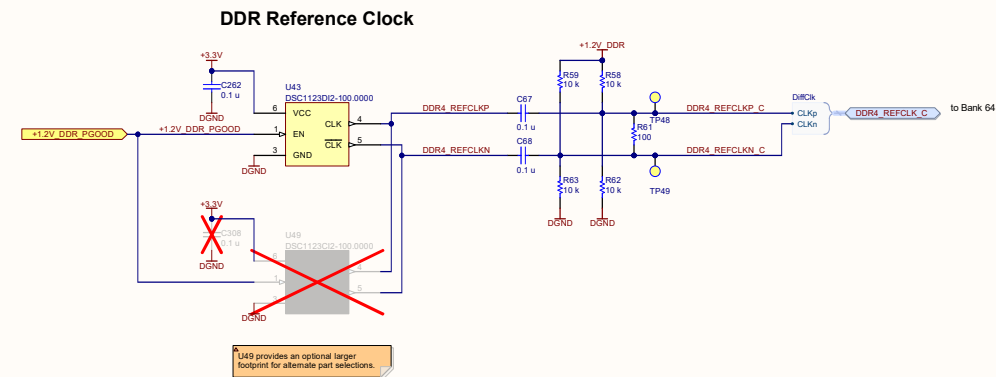 DDR Reference Clock
+3.3V
C262
0.1 u
DGND
U43
DSC1123DI2-100.0000
6
VCC
1
EN
3
GND
CLK
4
CLK
5
DGND
+1.2V_DDR_PGOOD
+1.2V_DDR_PGOOD
DDR4_REFCLKP
DDR4_REFCLKN
C67
0.1 u
C68
0.1 u
+1.2V_DDR
R59
10 k
R58
10 k
R61
100
R63
10 k
R62
10 k
DGND
DGND
TP48
TP49
DDR4_REFCLKP_C
DDR4_REFCLKN_C
DiffClk
CLKp
CLKn
DDR4_REFCLK_C
to Bank 64
+3.3V
C308
0.1 u
DGND
U49
DSC1123CI2-100.0000
6
1
4
5
DGND
U49 provides an optional larger
footprint for alternate part selections.